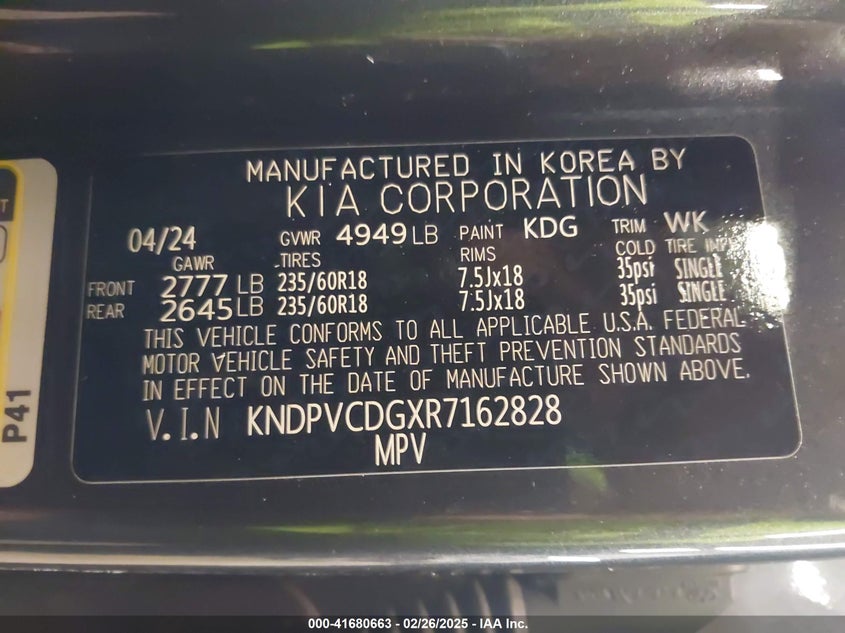 MANUFACTURED IN KOREA BY
KIA CORPORATION
04/24 GVWR 4949 LB PAINT KDG TRIM WK
GAWR TIRES RIMS COLD TIRE
FRONT 2777 LB 235/60R18 7.5Jx18 35psi SINGLE
REAR 2645 LB 235/60R18 7.5Jx18 35psi SINGLE
THIS VEHICLE CONFORMS TO ALL APPLICABLE U.S.A. FEDERAL
MOTOR VEHICLE SAFETY AND THEFT PREVENTION STANDARDS
IN EFFECT ON THE DATE OF MANUFACTURE SHOWN ABOVE.
V.I.N KNDPVCDGXR7162828
MPV
P41
000-41680663 - 02/26/2025 - IAA Inc.